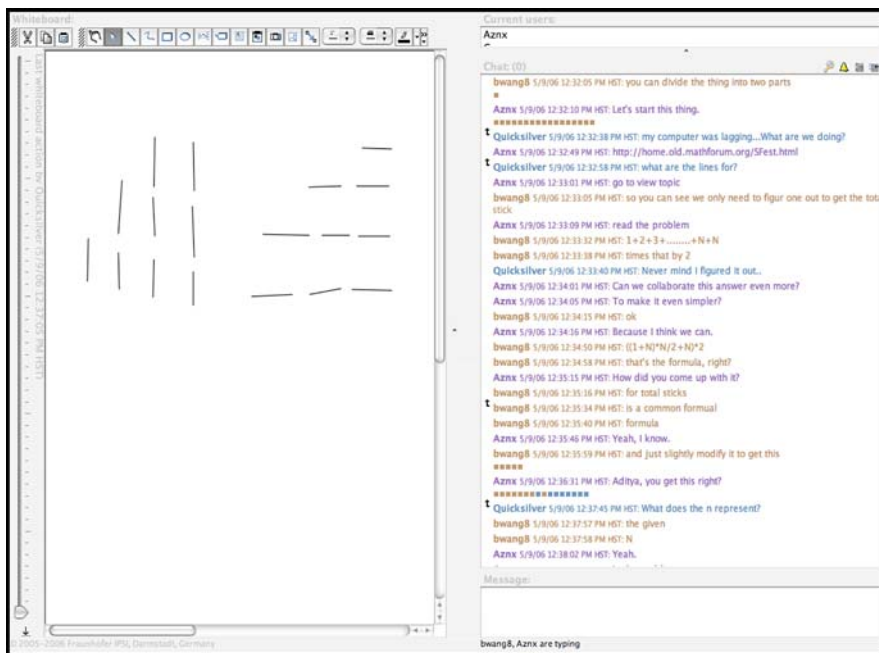 Whiteboard:
Last whiteboard action by Quicksilver (5/9/06 12:37:05 PM HST)
© 2005-2006 Fraunhofer IPSI, Darmstadt, Germany
Current users:
Aznx
Chat: (0)
bwang8 5/9/06 12:32:05 PM HST: you can divide the thing into two parts
Aznx 5/9/06 12:32:10 PM HST: Let's start this thing.
t Quicksilver 5/9/06 12:32:38 PM HST: my computer was lagging...What are we doing?
Aznx 5/9/06 12:32:49 PM HST: http://home.old.mathforum.org/SFest.html
t Quicksilver 5/9/06 12:32:58 PM HST: what are the lines for?
Aznx 5/9/06 12:33:01 PM HST: go to view topic
bwang8 5/9/06 12:33:05 PM HST: so you can see we only need to figur one out to get the tota
stick
Aznx 5/9/06 12:33:09 PM HST: read the problem
bwang8 5/9/06 12:33:32 PM HST: 1+2+3+........+N+N
bwang8 5/9/06 12:33:38 PM HST: times that by 2
Quicksilver 5/9/06 12:33:40 PM HST: Never mind I figured it out..
Aznx 5/9/06 12:34:01 PM HST: Can we collaborate this answer even more?
Aznx 5/9/06 12:34:05 PM HST: To make it even simpler?
bwang8 5/9/06 12:34:15 PM HST: ok
Aznx 5/9/06 12:34:16 PM HST: Because I think we can.
bwang8 5/9/06 12:34:50 PM HST: ((1+N)*N/2+N)*2
bwang8 5/9/06 12:34:58 PM HST: that's the formula, right?
Aznx 5/9/06 12:35:15 PM HST: How did you come up with it?
bwang8 5/9/06 12:35:16 PM HST: for total sticks
t bwang8 5/9/06 12:35:34 PM HST: is a common formual
bwang8 5/9/06 12:35:40 PM HST: formula
Aznx 5/9/06 12:35:46 PM HST: Yeah, I know.
bwang8 5/9/06 12:35:59 PM HST: and just slightly modify it to get this
Aznx 5/9/06 12:36:31 PM HST: Aditya, you get this right?
t Quicksilver 5/9/06 12:37:45 PM HST: What does the n represent?
bwang8 5/9/06 12:37:57 PM HST: the given
bwang8 5/9/06 12:37:58 PM HST: N
Aznx 5/9/06 12:38:02 PM HST: Yeah.
Message:
bwang8, Aznx are typing